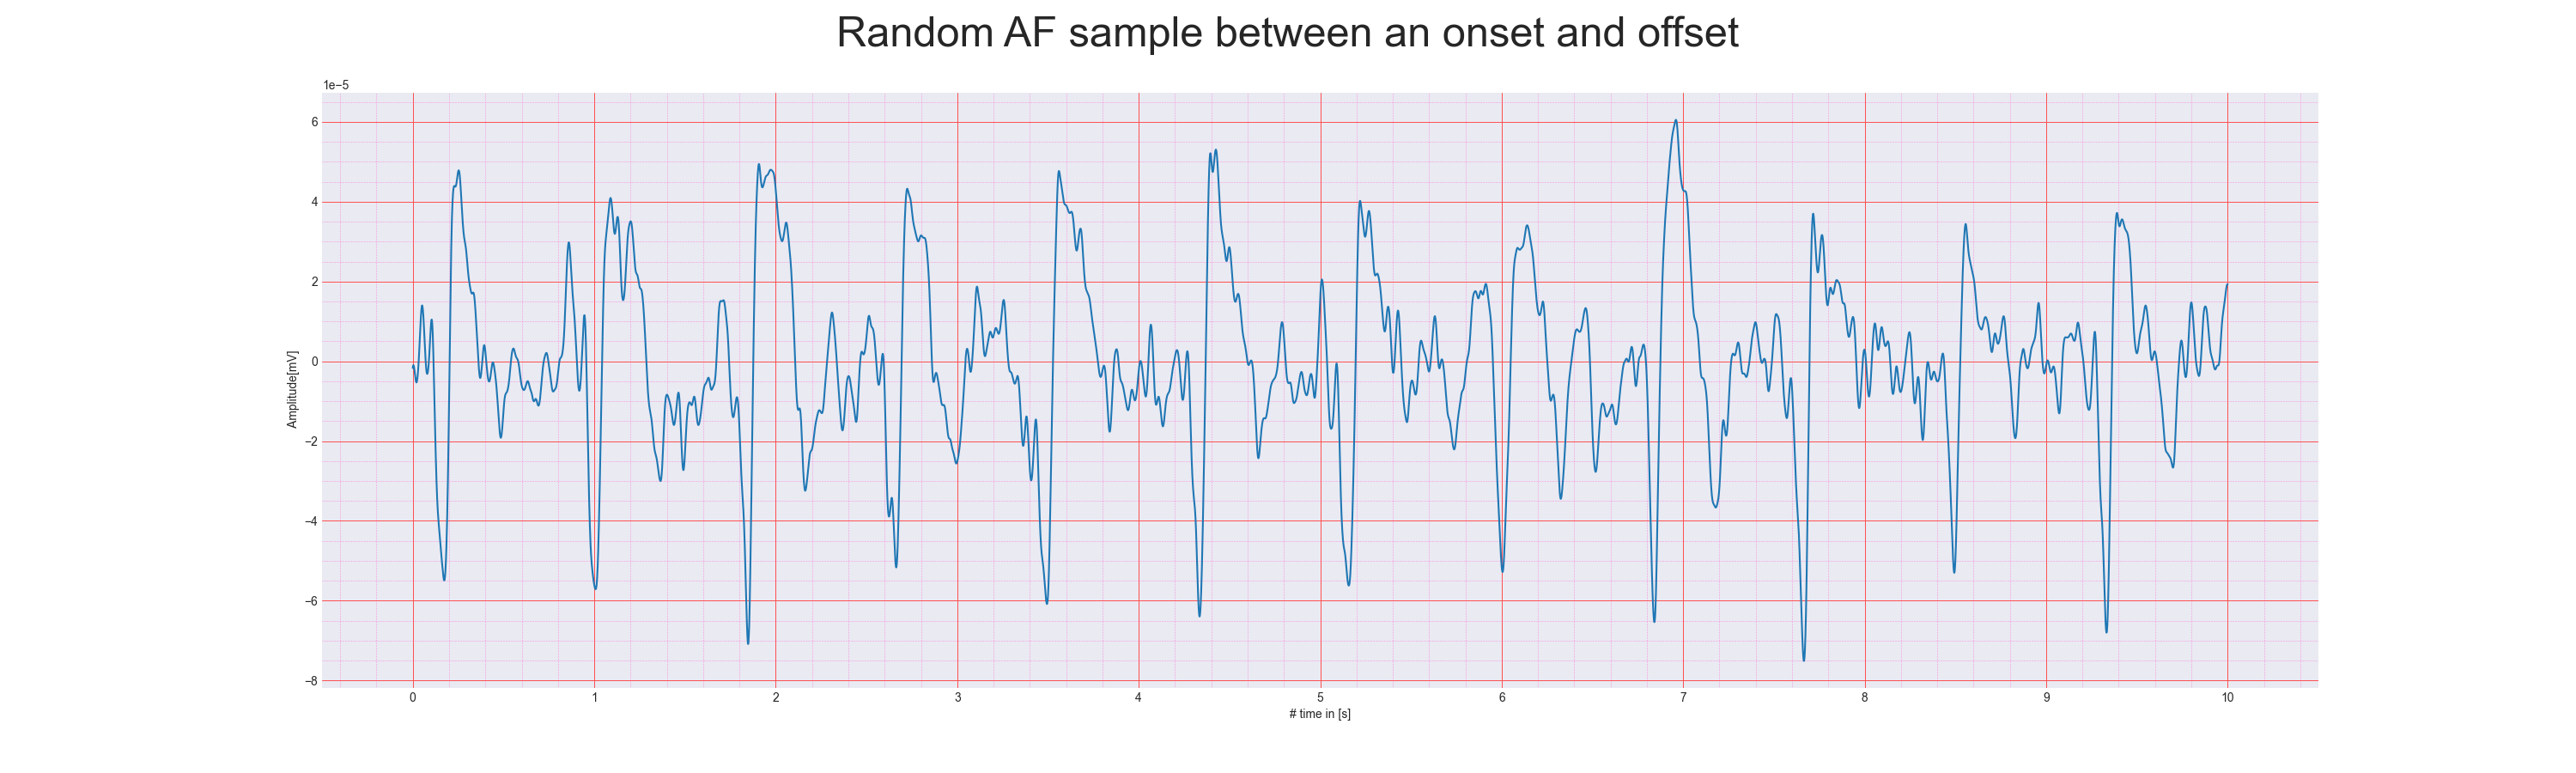 Random AF sample between an onset and offset
1e−5
6
4
2
0
−2
−4
−6
−8
Amplitude[mV]
0 1 2 3 4 5 6 7 8 9 10
# time in [s]